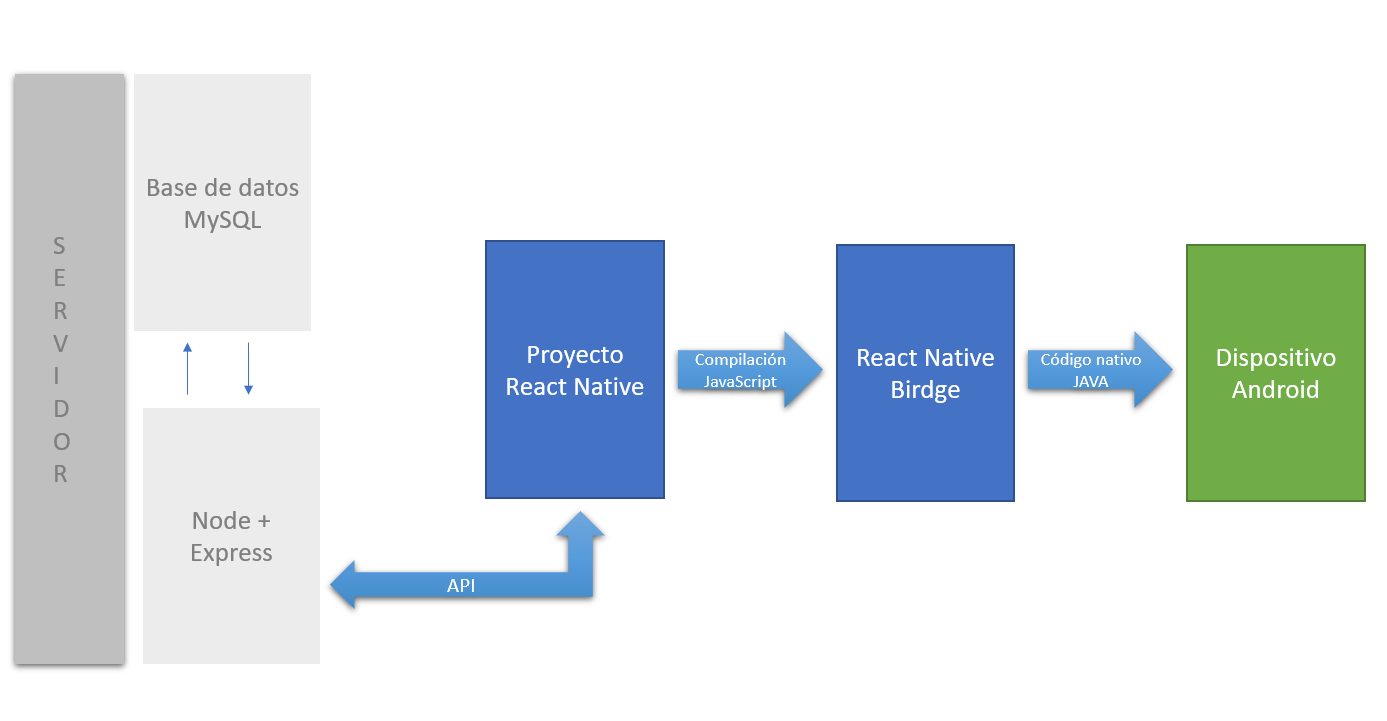 S
E
R
V
I
D
O
R
Base de datos
MySQL
Node +
Express
API
Proyecto
React Native
Compilación
JavaScript
React Native
Birdge
Código nativo
JAVA
Dispositivo
Android